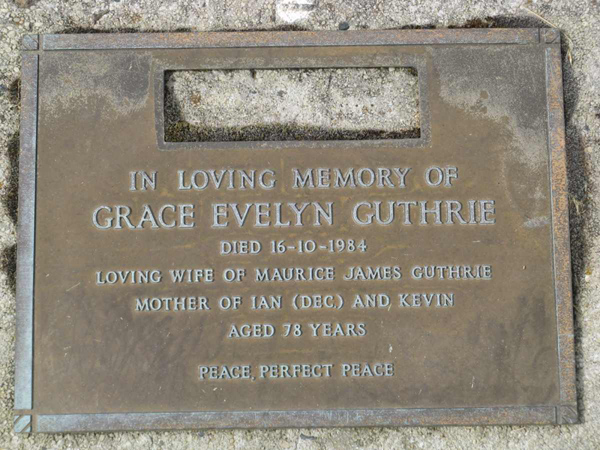 IN LOVING MEMORY OF
GRACE EVELYN GUTHRIE
DIED 16-10-1984
LOVING WIFE OF MAURICE JAMES GUTHRIE
MOTHER OF IAN (DEC.) AND KEVIN
AGED 78 YEARS
PEACE, PERFECT PEACE